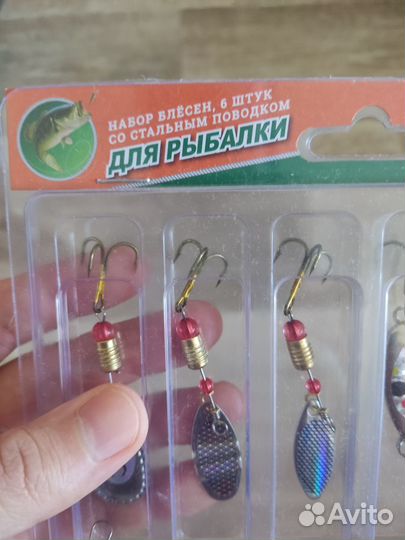 НАБОР БЛЁСЕН, 6 ШТУК
СО СТАЛЬНЫМ ПОВОДКОМ
ДЛЯ РЫБАЛКИ
Avito